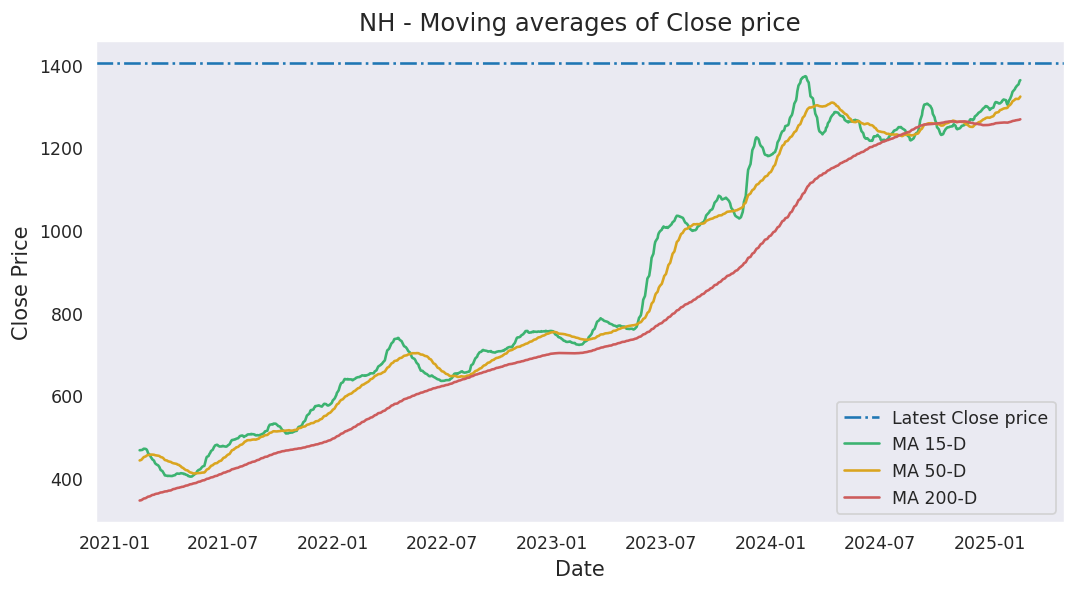 NH - Moving averages of Close price
Close Price
1400
1200
1000
800
600
400
Latest Close price
MA 15-D
MA 50-D
MA 200-D
2021-01 2021-07 2022-01 2022-07 2023-01 2023-07 2024-01 2024-07 2025-01
Date